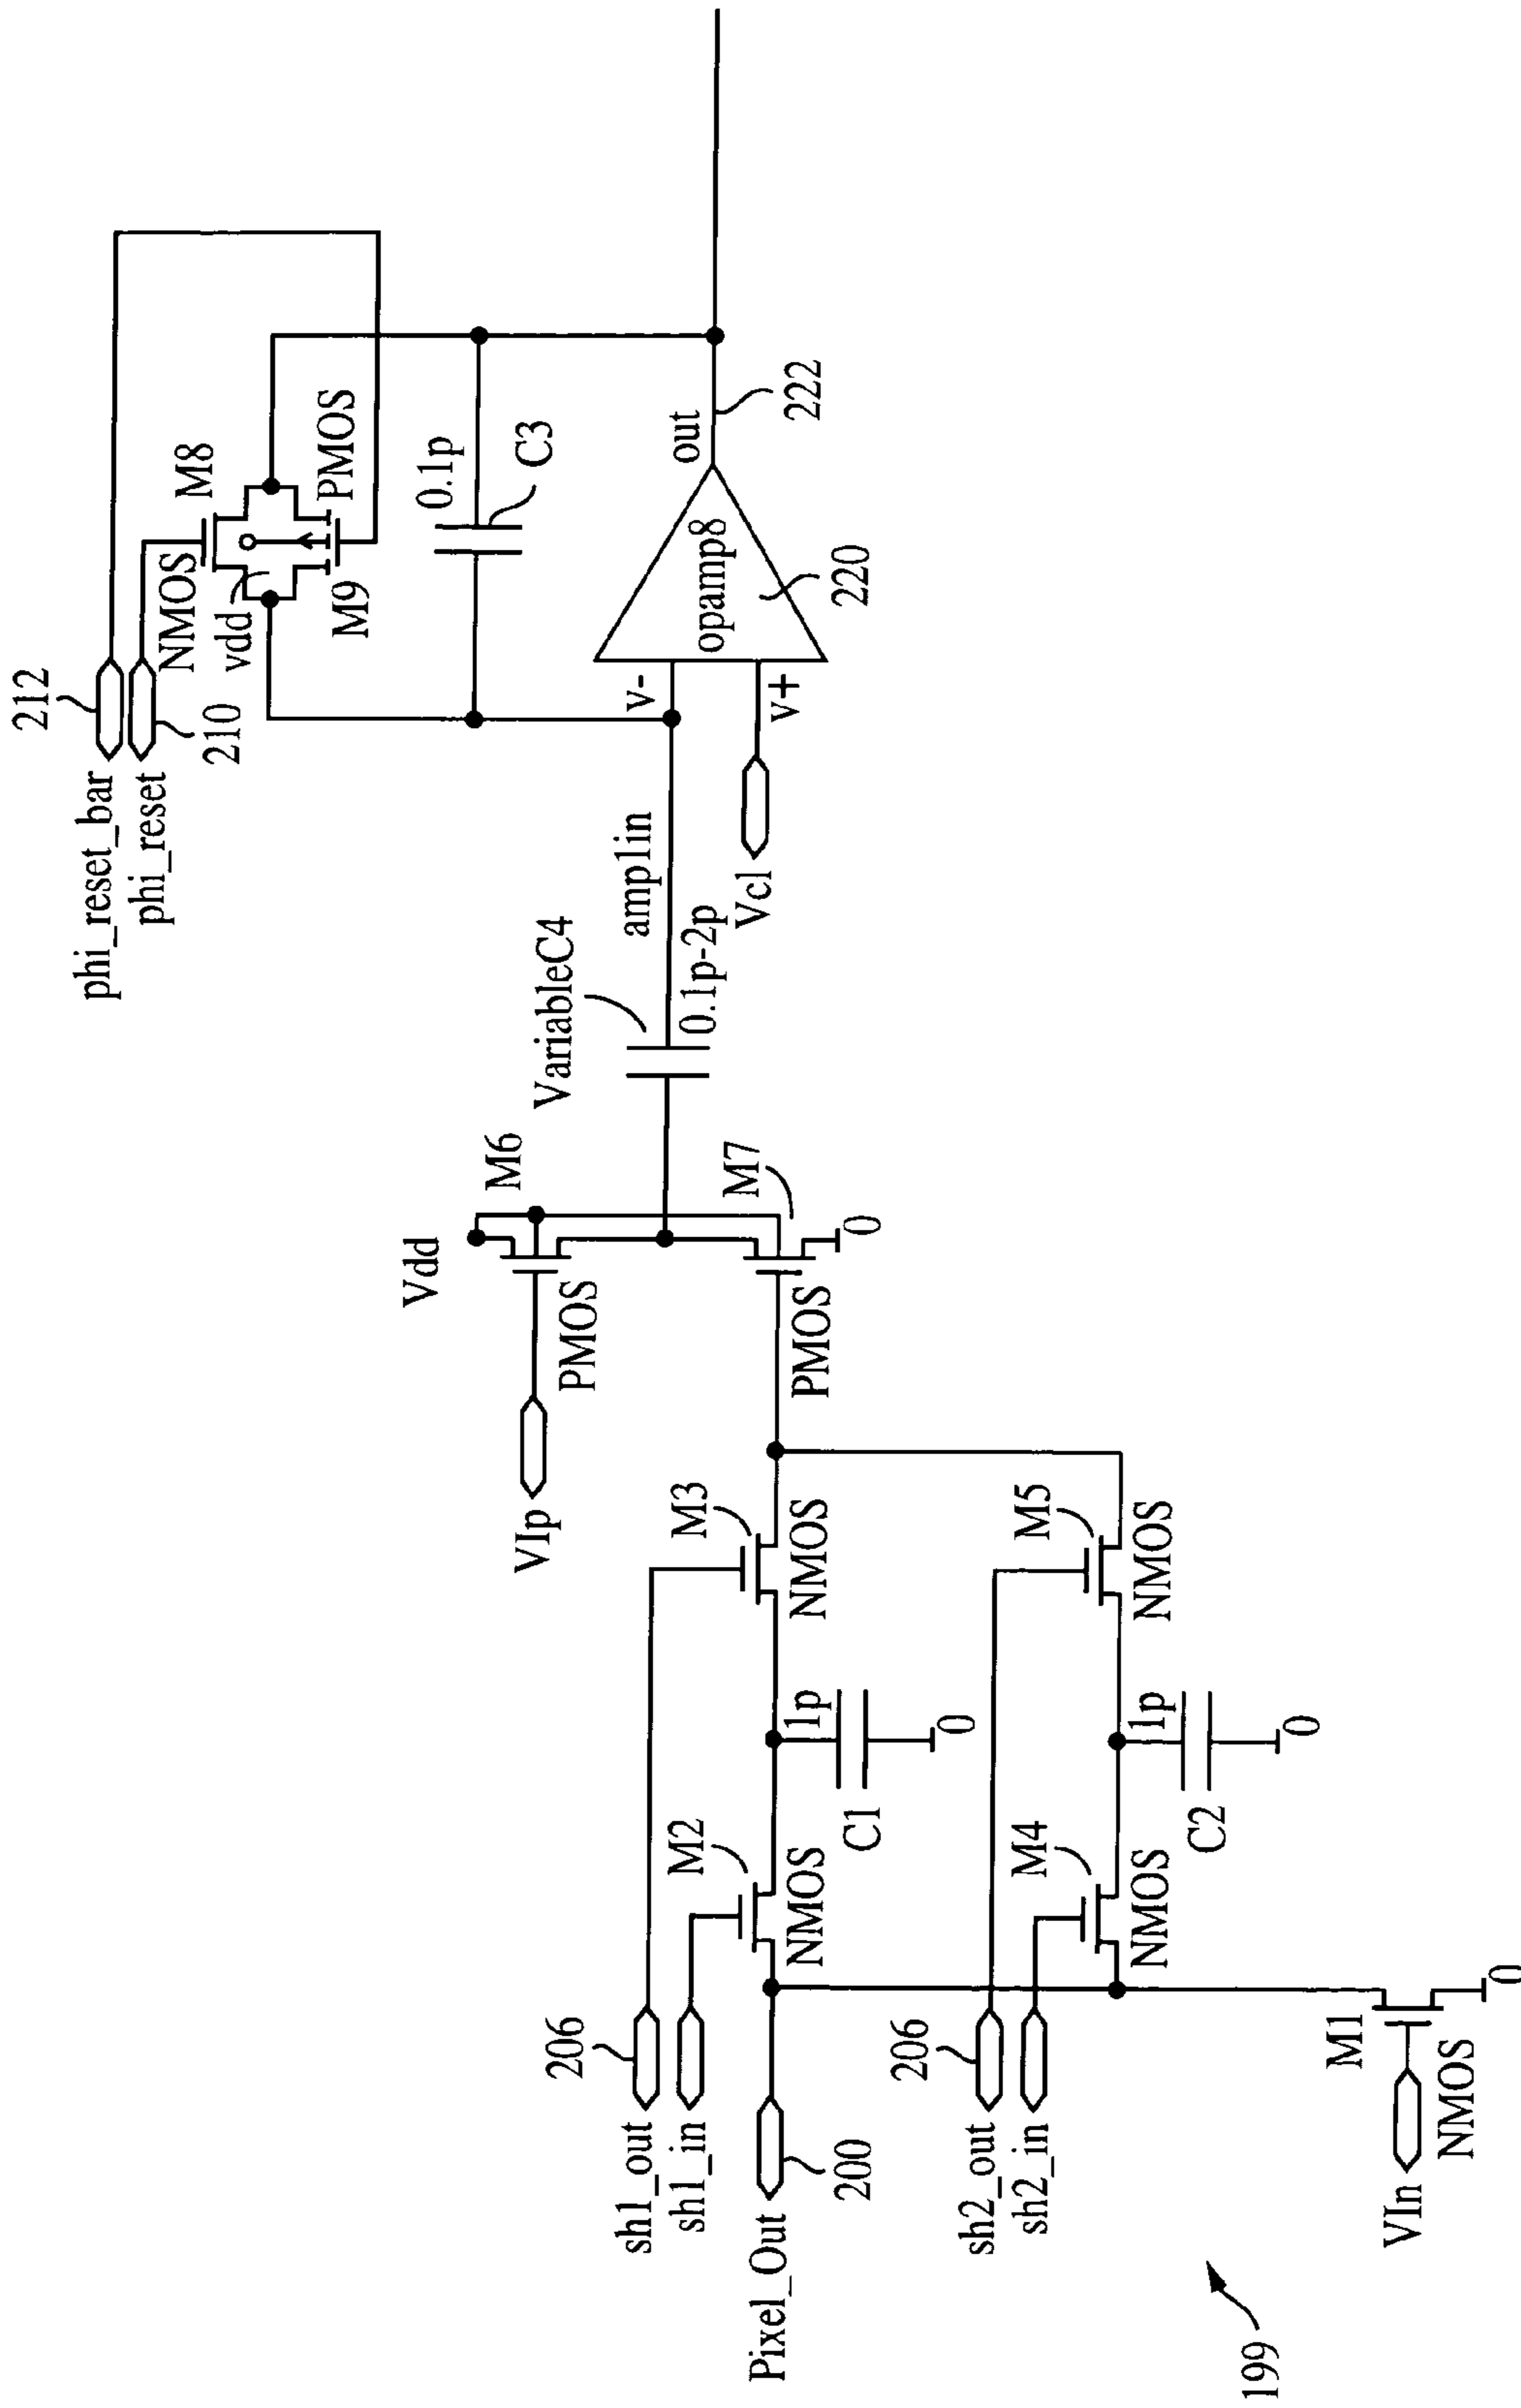 212
phi_reset_bar
phi_reset
210
NMOS
M8
vdd
M9
PMOS
0.1p
C3
v-
v+
opamp8
out
220
222
amplin
Vcl
VariableC4
0.1p-2p
Vdd
M6
PMOS
VIp
M7
PMOS
0
206
sh1_out
sh1_in
M2
NMOS
M3
NMOS
1p
C1
0
Pixel_Out
200
206
sh2_out
sh2_in
M4
NMOS
M5
NMOS
1p
C2
0
VIn
M1
NMOS
0
199